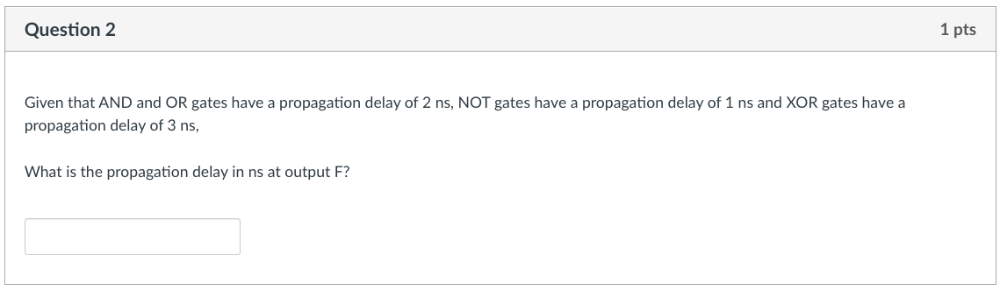 Question 2
1 pts
Given that AND and OR gates have a propagation delay of 2 ns, NOT gates have a propagation delay of 1 ns and XOR gates have a
propagation delay of 3 ns,
What is the propagation delay in ns at output F?